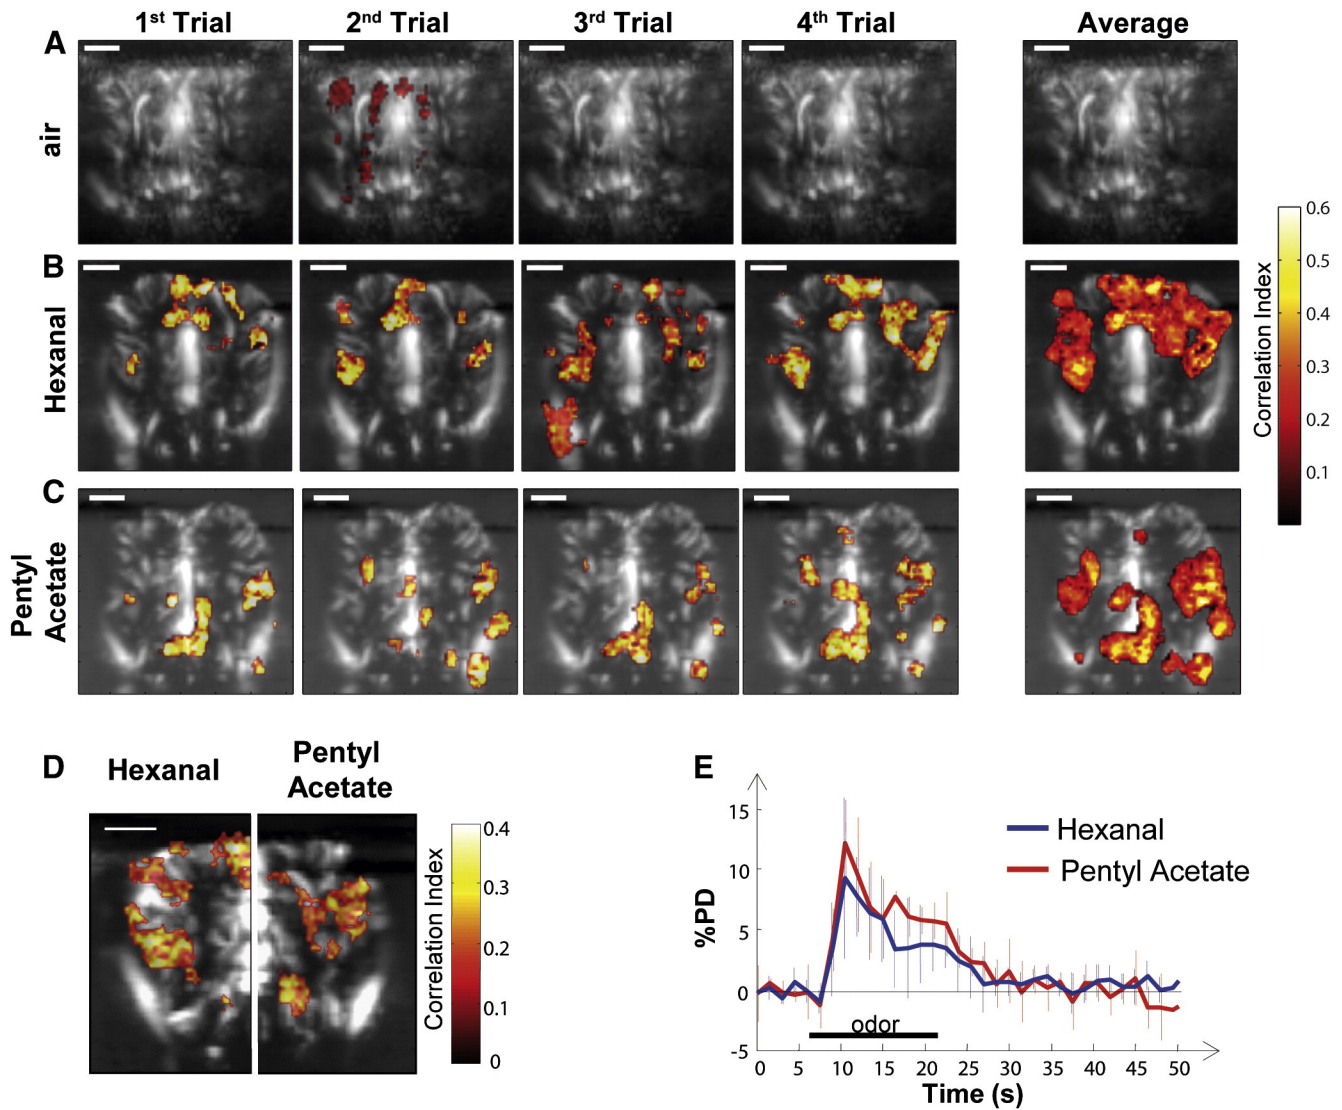 1st Trial 2nd Trial 3rd Trial 4th Trial Average
A
air
B
Hexanal
C
Pentyl
Acetate
0.6
0.5
0.4
0.3
0.2
0.1
Correlation Index
D
Hexanal
Pentyl
Acetate
0.4
0.3
0.2
0.1
0
Correlation Index
E
15
10
5
0
-5
%PD
Hexanal
Pentyl Acetate
odor
0 5 10 15 20 25 30 35 40 45 50
Time (s)